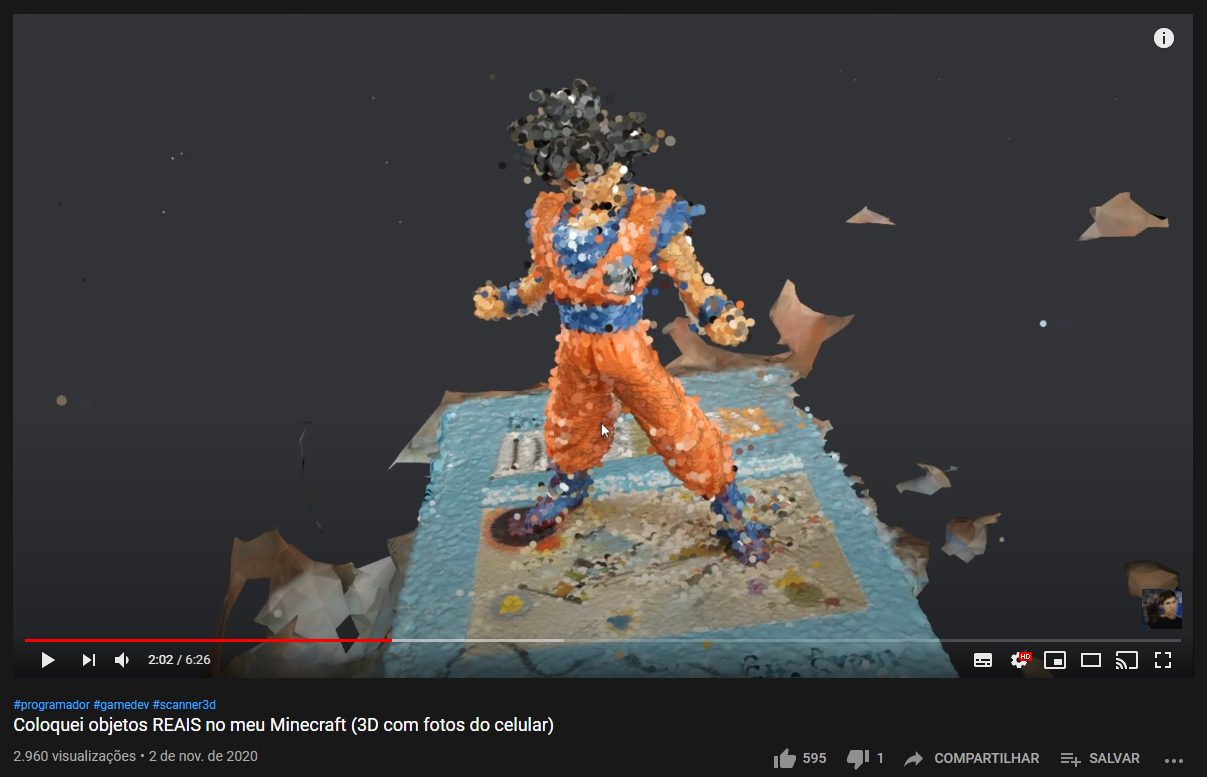 HD
2:02 / 6:26
#programador #gamedev #scanner3d
Coloquei objetos REAIS no meu Minecraft (3D com fotos do celular)
2.960 visualizações • 2 de nov. de 2020
595
1
COMPARTILHAR
SALVAR